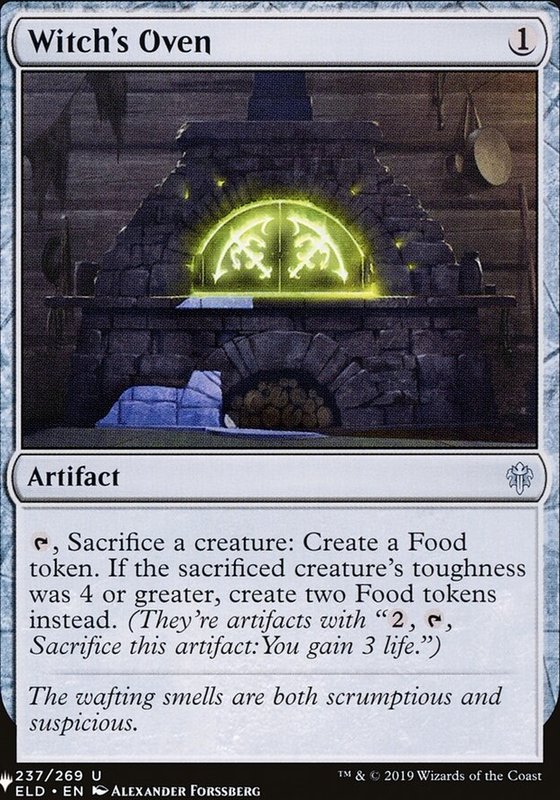 Witch's Oven 1
Artifact
, Sacrifice a creature: Create a Food
token. If the sacrificed creature's toughness
was 4 or greater, create two Food tokens
instead. (They're artifacts with “2, ,
Sacrifice this artifact:You gain 3 life.”)
The wafting smells are both scrumptious and
suspicious.
237/269 U
ELD • EN Alexander Forssberg
™ & © 2019 Wizards of the Coast